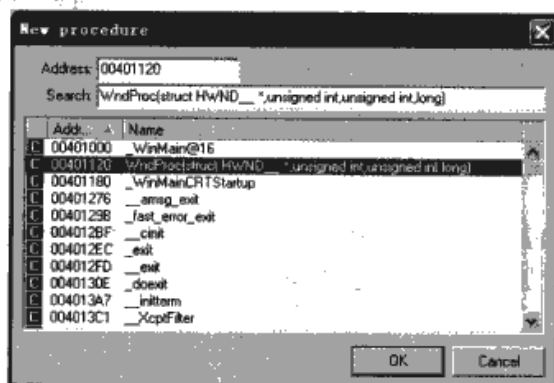 New procedure
Address: 00401120
Search: WndProc(struct HWND__ *,unsigned int,unsigned int,long)
Addr... Name
C 00401000 _WinMain@16
C 00401120 WndProc(struct HWND__ *,unsigned int,unsigned int,long)
C 00401180 _WinMainCRTStartup
C 00401276 __amsg_exit
C 0040129B _fast_error_exit
C 004012BF __cinit
C 004012EC _exit
C 004012FD __exit
C 0040130E _doexit
C 004013A7 __initterm
C 004013C1 __XcptFilter
OK Cancel